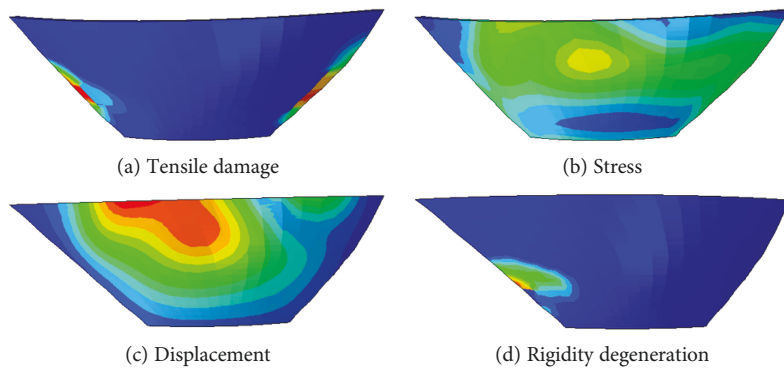 (a) Tensile damage
(b) Stress
(c) Displacement
(d) Rigidity degeneration